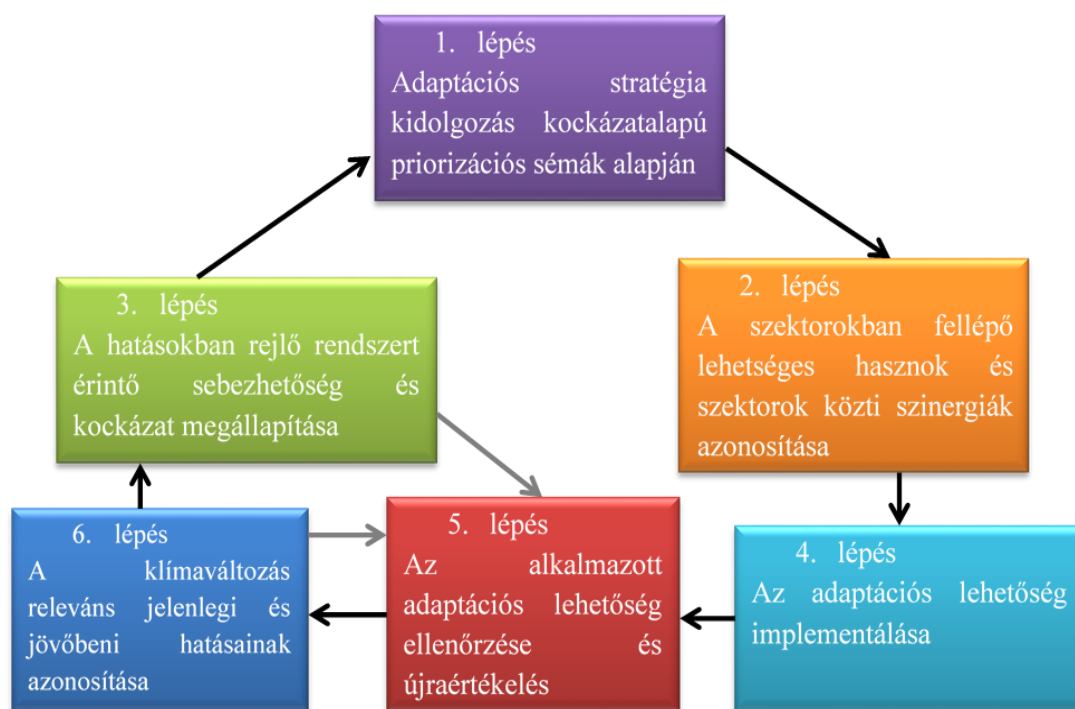 1. lépés
Adaptációs stratégia
kidolgozás kockázatalapú
priorizációs sémák alapján
3. lépés
A hatásokban rejlő rendszert
érintő sebezhetőség és
kockázat megállapítása
2. lépés
A szektorokban fellépő
lehetséges hasznok és
szektorok közti szinergiák
azonosítása
6. lépés
A klímaváltozás
releváns jelenlegi és
jövőbeni hatásainak
azonosítása
5. lépés
Az alkalmazott
adaptációs lehetőség
ellenőrzése és
újraértékelés
4. lépés
Az adaptációs lehetőség
implementálása